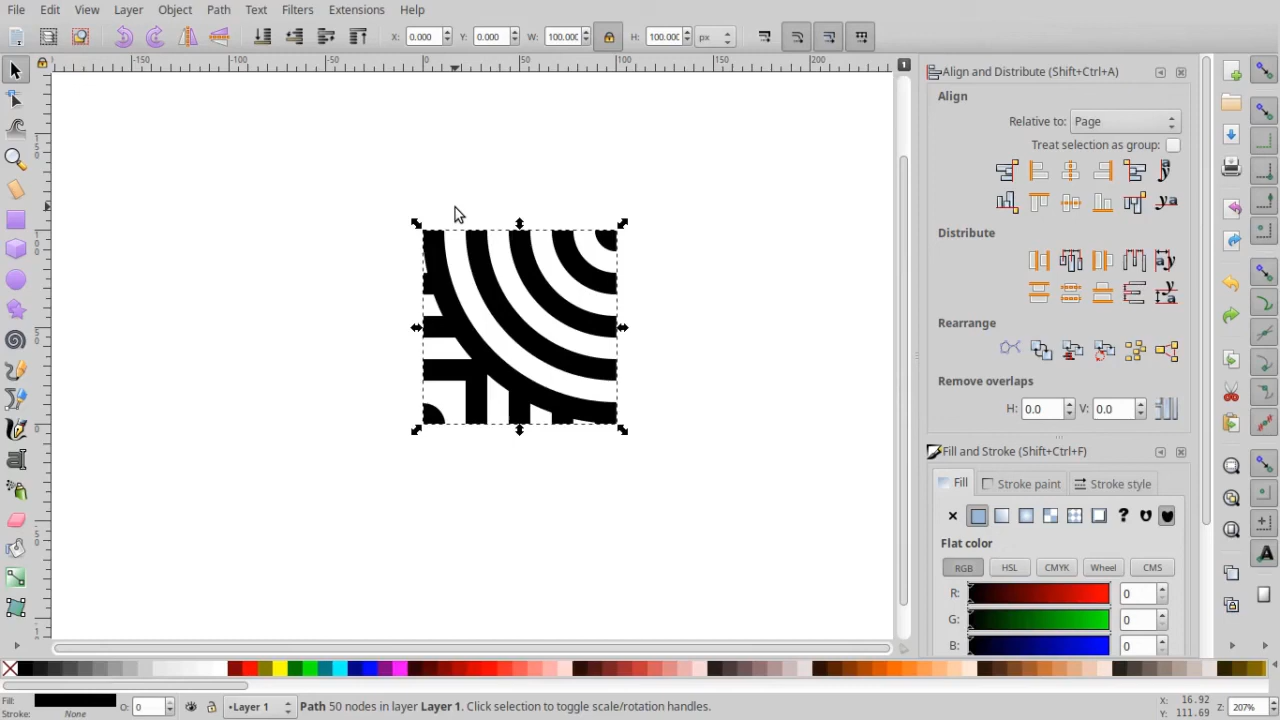 File Edit View Layer Object Path Text Filters Extensions Help
X: 0.000 Y: 0.000 W: 100.000 H: 100.000 px
-150 -100 -50 0 50 100 150 200
1
Align and Distribute (Shift+Ctrl+A)
Align
Relative to: Page
Treat selection as group:
Distribute
Rearrange
Remove overlaps
H: 0.0 V: 0.0
Fill and Stroke (Shift+Ctrl+F)
Fill Stroke paint Stroke style
Flat color
RGB HSL CMYK Wheel CMS
R: 0
G: 0
B: 0
Fill:
Stroke: None
O: 0
•Layer 1
Path 50 nodes in layer Layer 1. Click selection to toggle scale/rotation handles.
X: 16.92
Y: 111.69
Z: 207%